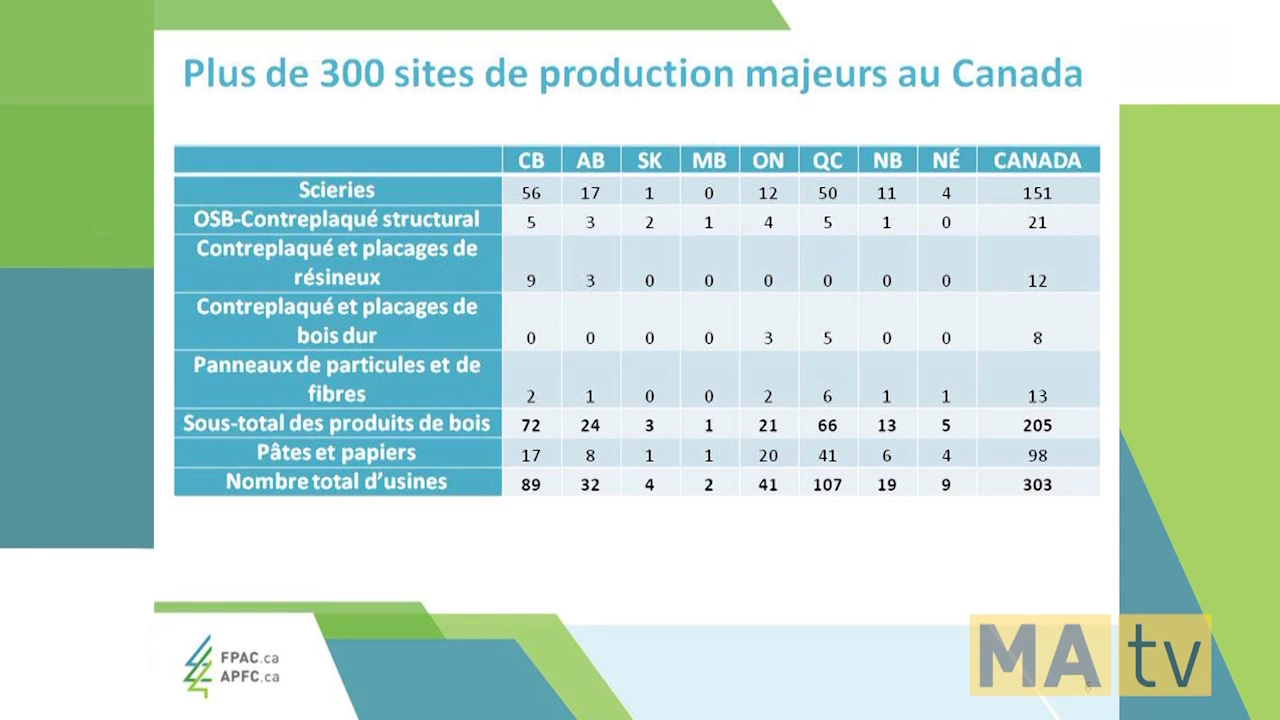 Plus de 300 sites de production majeurs au Canada
CB AB SK MB ON QC NB NÉ CANADA
Scieries 56 17 1 0 12 50 11 4 151
OSB-Contreplaqué structural 5 3 2 1 4 5 1 0 21
Contreplaqué et placages de
résineux 9 3 0 0 0 0 0 0 12
Contreplaqué et placages de
bois dur 0 0 0 0 3 5 0 0 8
Panneaux de particules et de
fibres 2 1 0 0 2 6 1 1 13
Sous-total des produits de bois 72 24 3 1 21 66 13 5 205
Pâtes et papiers 17 8 1 1 20 41 6 4 98
Nombre total d'usines 89 32 4 2 41 107 19 9 303
FPAC.ca
APFC.ca
MAtv
6